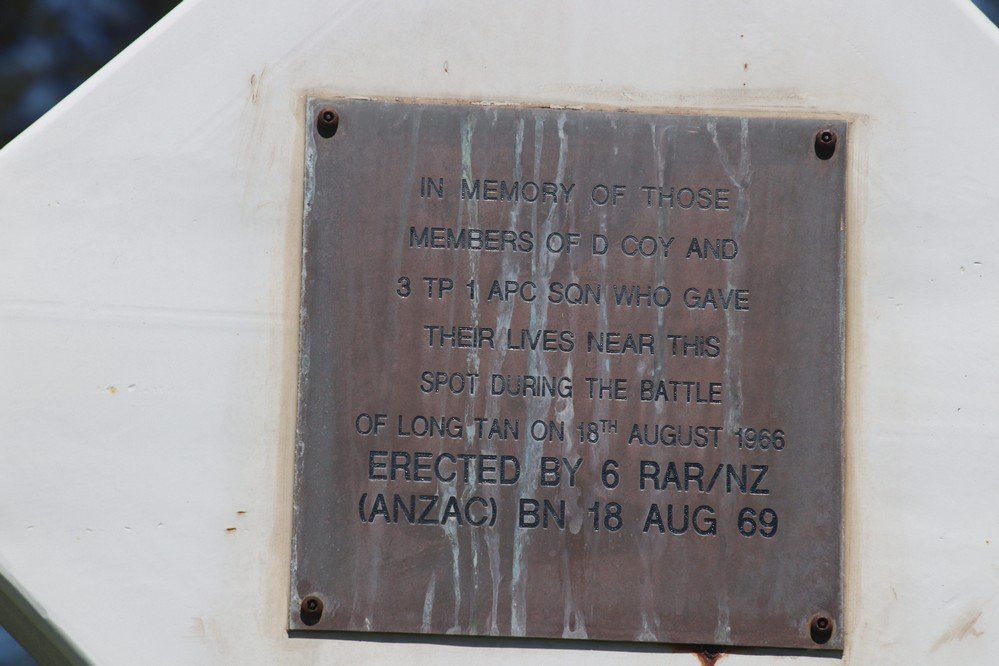 IN MEMORY OF THOSE
MEMBERS OF D COY AND
3 TP 1 APC SQN WHO GAVE
THEIR LIVES NEAR THIS
SPOT DURING THE BATTLE
OF LONG TAN ON 18TH AUGUST 1966
ERECTED BY 6 RAR/NZ
(ANZAC) BN 18 AUG 69